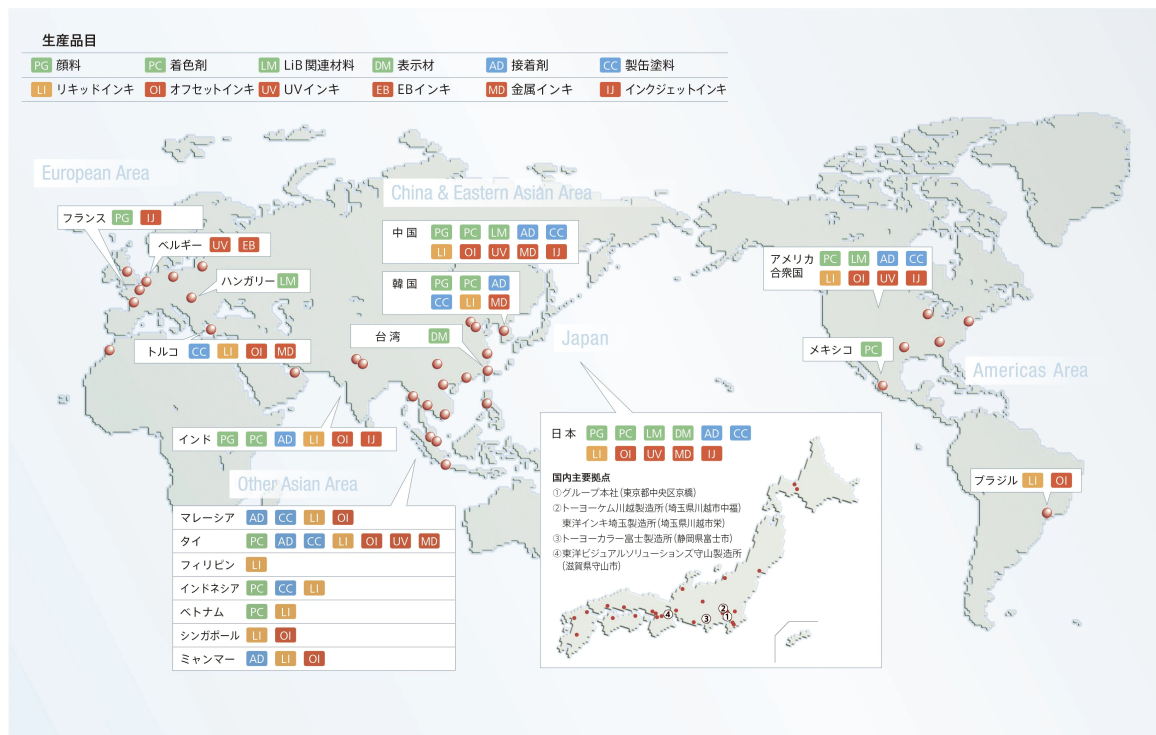 生産品目
PG 顔料 PC 着色剤 LM LiB関連材料 DM 表示材 AD 接着剤 CC 製缶塗料
LI リキッドインキ OI オフセットインキ UV UVインキ EB EBインキ MD 金属インキ IJ インクジェットインキ
European Area
フランス PG IJ
ベルギー UV EB
ハンガリー LM
トルコ CC LI OI MD
China & Eastern Asian Area
中国 PG PC LM AD CC
LI OI UV MD IJ
韓国 PG PC AD
CC LI MD
台湾 DM
Japan
アメリカ合衆国 PC LM AD CC
LI OI UV IJ
メキシコ PC
Americas Area
ブラジル LI OI
インド PG PC AD LI OI IJ
Other Asian Area
マレーシア AD CC LI OI
タイ PC AD CC LI OI UV MD
フィリピン LI
インドネシア PC CC LI
ベトナム PC LI
シンガポール LI OI
ミャンマー AD LI OI
日本 PG PC LM DM AD CC
LI OI UV MD IJ
国内主要拠点
①グループ本社(東京都中央区京橋)
②トーヨーケム川越製造所(埼玉県川越市中福)
東洋インキ埼玉製造所(埼玉県川越市栄)
③トーヨーカラー富士製造所(静岡県富士市)
④東洋ビジュアルソリューションズ守山製造所
(滋賀県守山市)
②
①
③
④